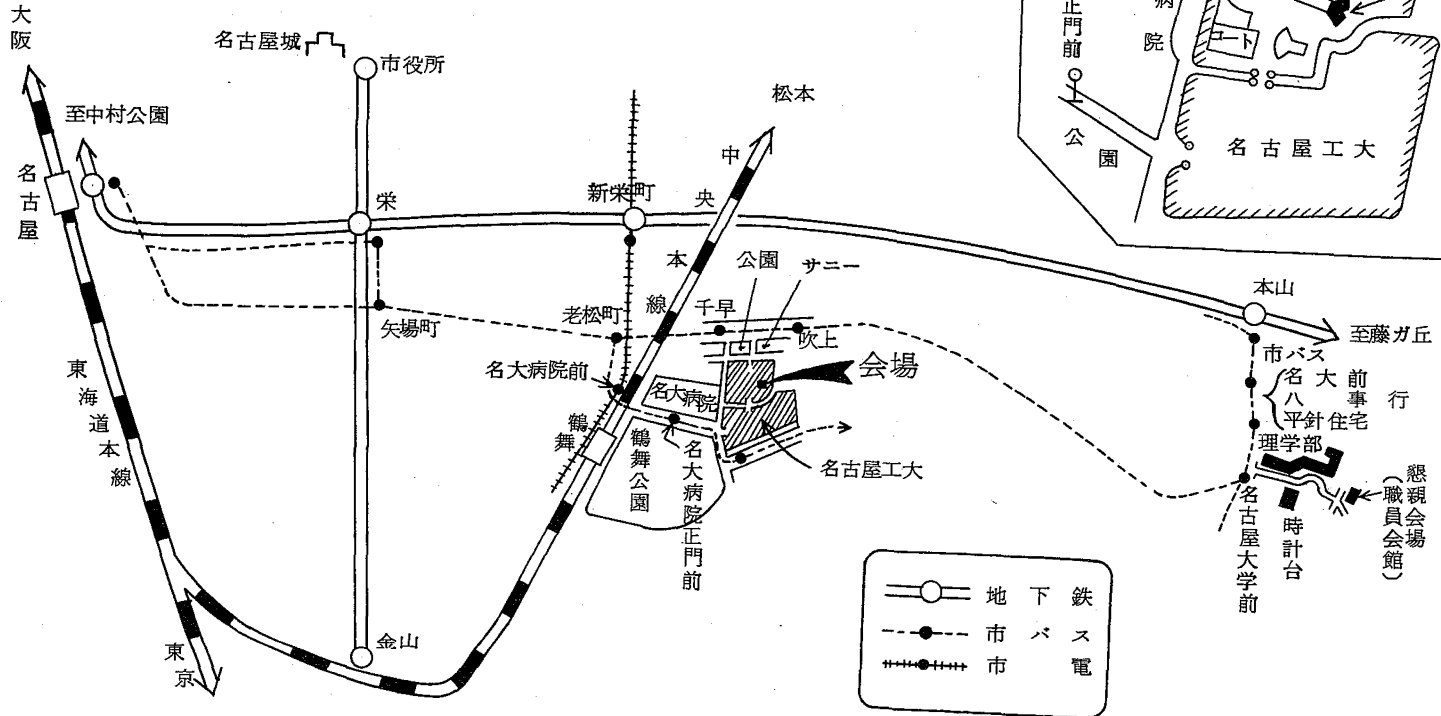 大阪
至中村公園
名古屋
名古屋城
市役所
栄
新栄町
松本
中央本線
矢場町
老松町
名大病院前
名大病院
鶴舞
鶴舞公園
名大病院正門前
千早
公園
サニー
吹上
会場
名古屋工大
本山
至藤ガ丘
市バス
名大前
八事
平針住宅
行
理学部
名古屋大学前
時計台
懇親会場
(職員会館)
東海道本線
東京
金山
正門前
病院
コート
公園
名古屋工大
地下鉄
市バス
市電